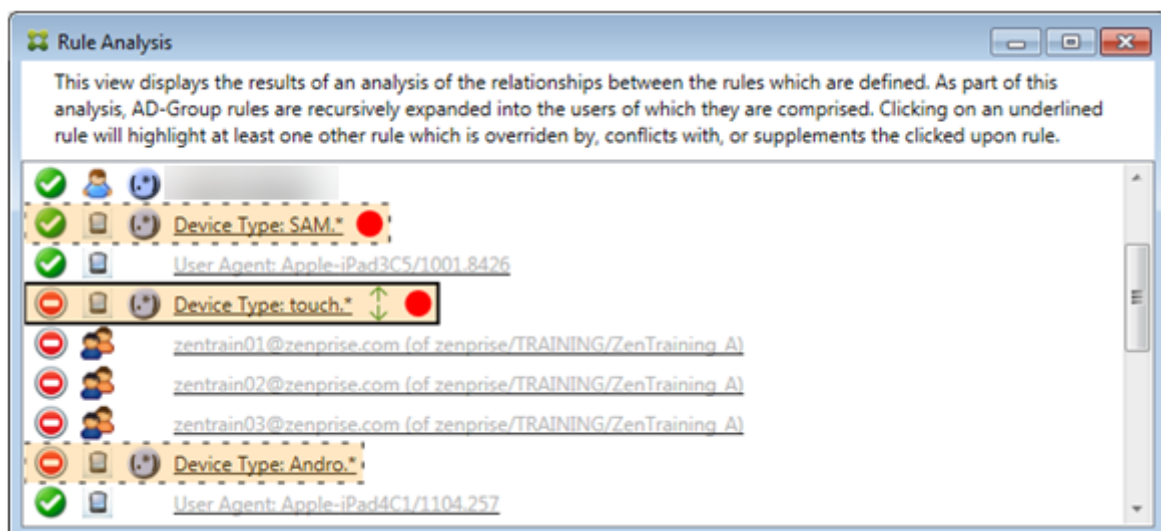 Rule Analysis
This view displays the results of an analysis of the relationships between the rules which are defined. As part of this
analysis, AD-Group rules are recursively expanded into the users of which they are comprised. Clicking on an underlined
rule will highlight at least one other rule which is overriden by, conflicts with, or supplements the clicked upon rule.
(.*)
(.*) Device Type: SAM.*
User Agent: Apple-iPad3C5/1001.8426
(.*) Device Type: touch.*
zentrain01@zenprise.com (of zenprise/TRAINING/ZenTraining_A)
zentrain02@zenprise.com (of zenprise/TRAINING/ZenTraining_A)
zentrain03@zenprise.com (of zenprise/TRAINING/ZenTraining_A)
(.*) Device Type: Andro.*
User Agent: Apple-iPad4C1/1104.257